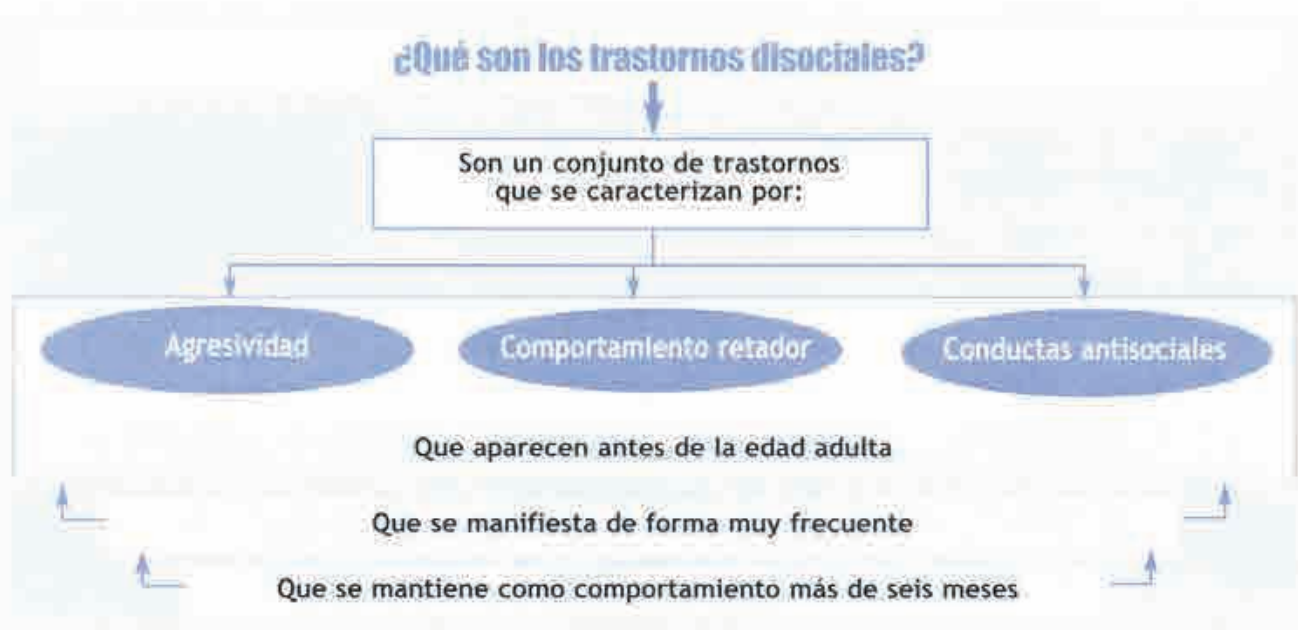 ¿Qué son los trastornos disociales?
Son un conjunto de trastornos
que se caracterizan por:
Agresividad
Comportamiento retador
Conductas antisociales
Que aparecen antes de la edad adulta
Que se manifiesta de forma muy frecuente
Que se mantiene como comportamiento más de seis meses